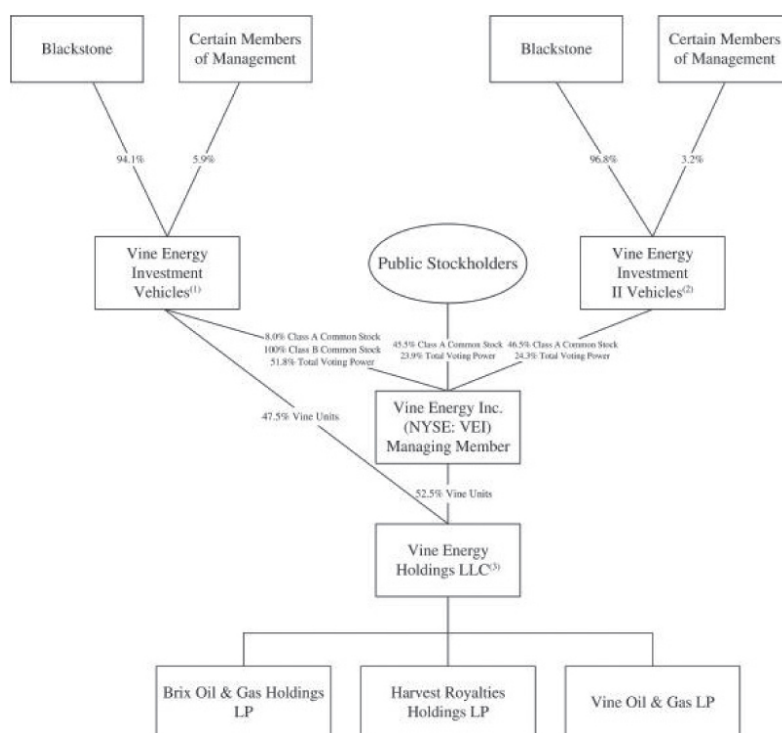 Blackstone
Certain Members
of Management
Blackstone
Certain Members
of Management
94.1%
5.9%
96.8%
3.2%
Vine Energy
Investment
Vehicles(1)
Public Stockholders
Vine Energy
Investment
II Vehicles(2)
8.0% Class A Common Stock
100% Class B Common Stock
51.8% Total Voting Power
45.5% Class A Common Stock
23.9% Total Voting Power
46.5% Class A Common Stock
24.3% Total Voting Power
47.5% Vine Units
Vine Energy Inc.
(NYSE: VEI)
Managing Member
52.5% Vine Units
Vine Energy
Holdings LLC(3)
Brix Oil & Gas Holdings
LP
Harvest Royalties
Holdings LP
Vine Oil & Gas LP